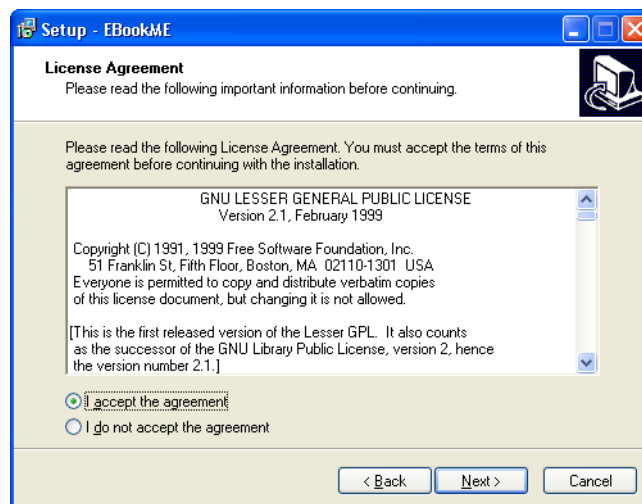 Setup - EBookME
License Agreement
Please read the following important information before continuing.
Please read the following License Agreement. You must accept the terms of this
agreement before continuing with the installation.
GNU LESSER GENERAL PUBLIC LICENSE
Version 2.1, February 1999
Copyright (C) 1991, 1999 Free Software Foundation, Inc.
51 Franklin St, Fifth Floor, Boston, MA  02110-1301  USA
Everyone is permitted to copy and distribute verbatim copies
of this license document, but changing it is not allowed.
[This is the first released version of the Lesser GPL.  It also counts
as the successor of the GNU Library Public License, version 2, hence
the version number 2.1.]
I accept the agreement
I do not accept the agreement
< Back
Next >
Cancel